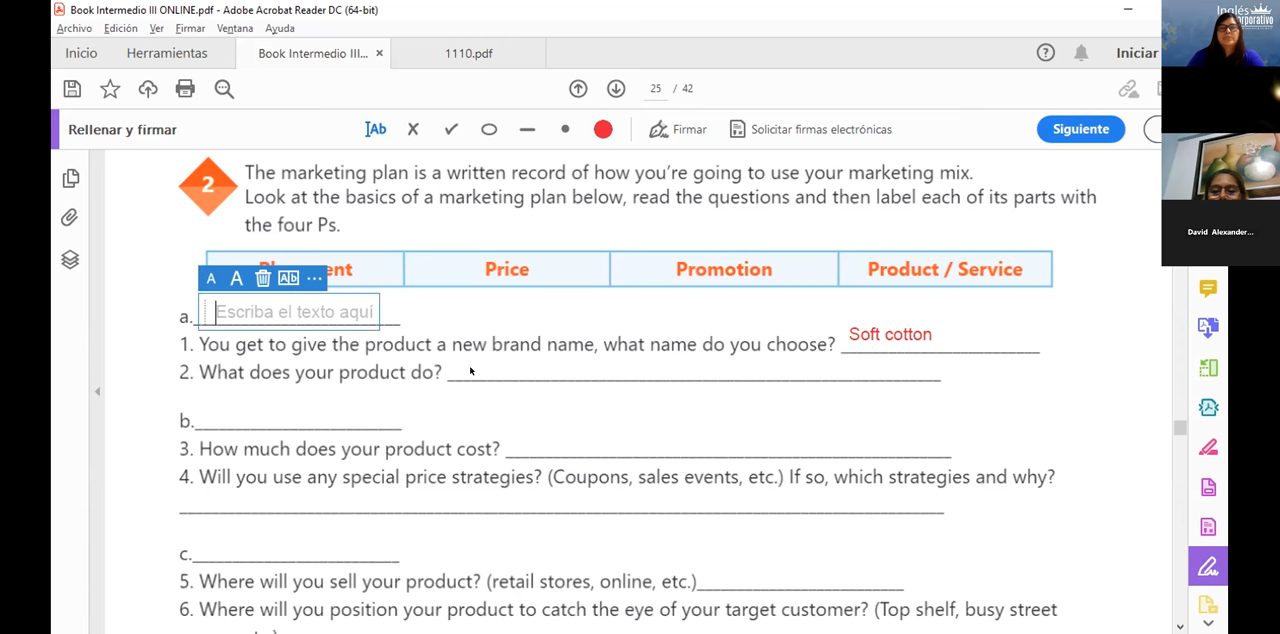 Book Intermedio III ONLINE.pdf - Adobe Acrobat Reader DC (64-bit)
Archivo Edición Ver Firmar Ventana Ayuda
Inicio Herramientas Book Intermedio III... × 1110.pdf Iniciar
25 / 42
Rellenar y firmar Ab Firmar Solicitar firmas electrónicas Siguiente
Inglés
David Alexander...
2
The marketing plan is a written record of how you're going to use your marketing mix.
Look at the basics of a marketing plan below, read the questions and then label each of its parts with
the four Ps.
Price Promotion Product / Service
A A Ab ...
a. Escriba el texto aquí
1. You get to give the product a new brand name, what name do you choose? Soft cotton
2. What does your product do?
b.
3. How much does your product cost?
4. Will you use any special price strategies? (Coupons, sales events, etc.) If so, which strategies and why?
c.
5. Where will you sell your product? (retail stores, online, etc.)
6. Where will you position your product to catch the eye of your target customer? (Top shelf, busy street